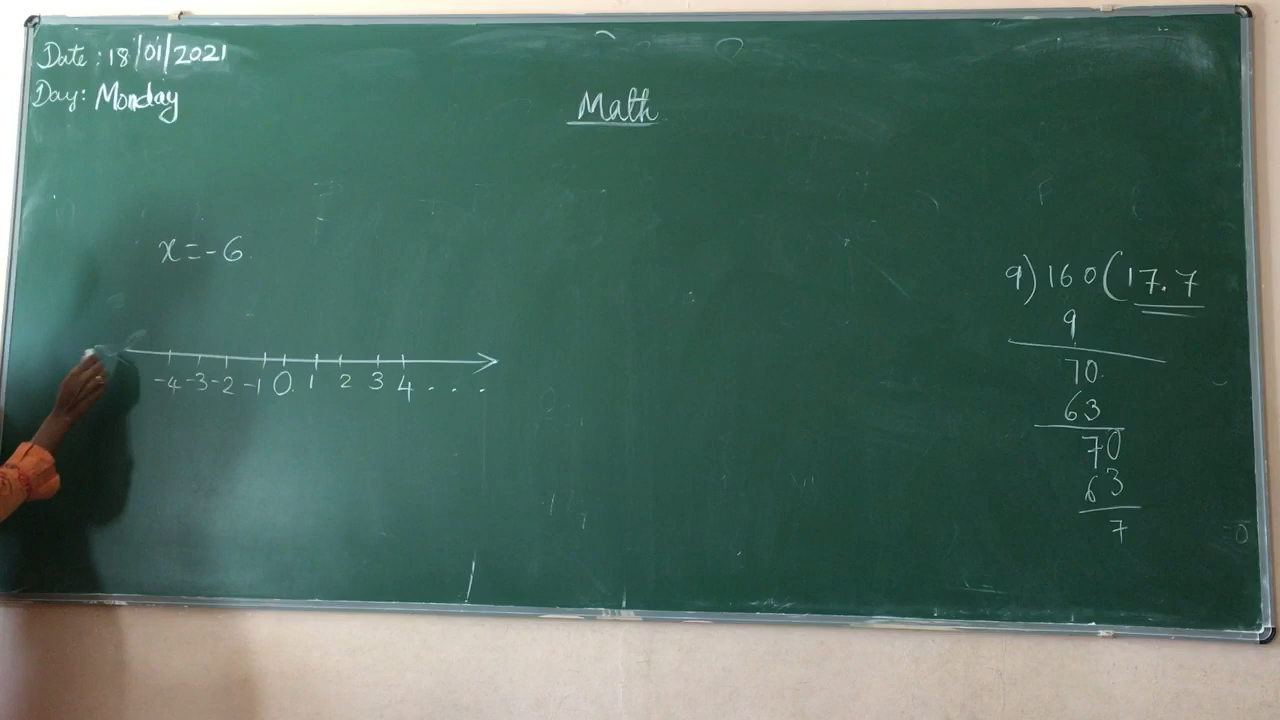 Date: 18/01/2021
Day: Monday
Math
x = -6
-4 -3 -2 -1 0 1 2 3 4 . . . .
9) 160 (17.7
9
70
63
70
63
7